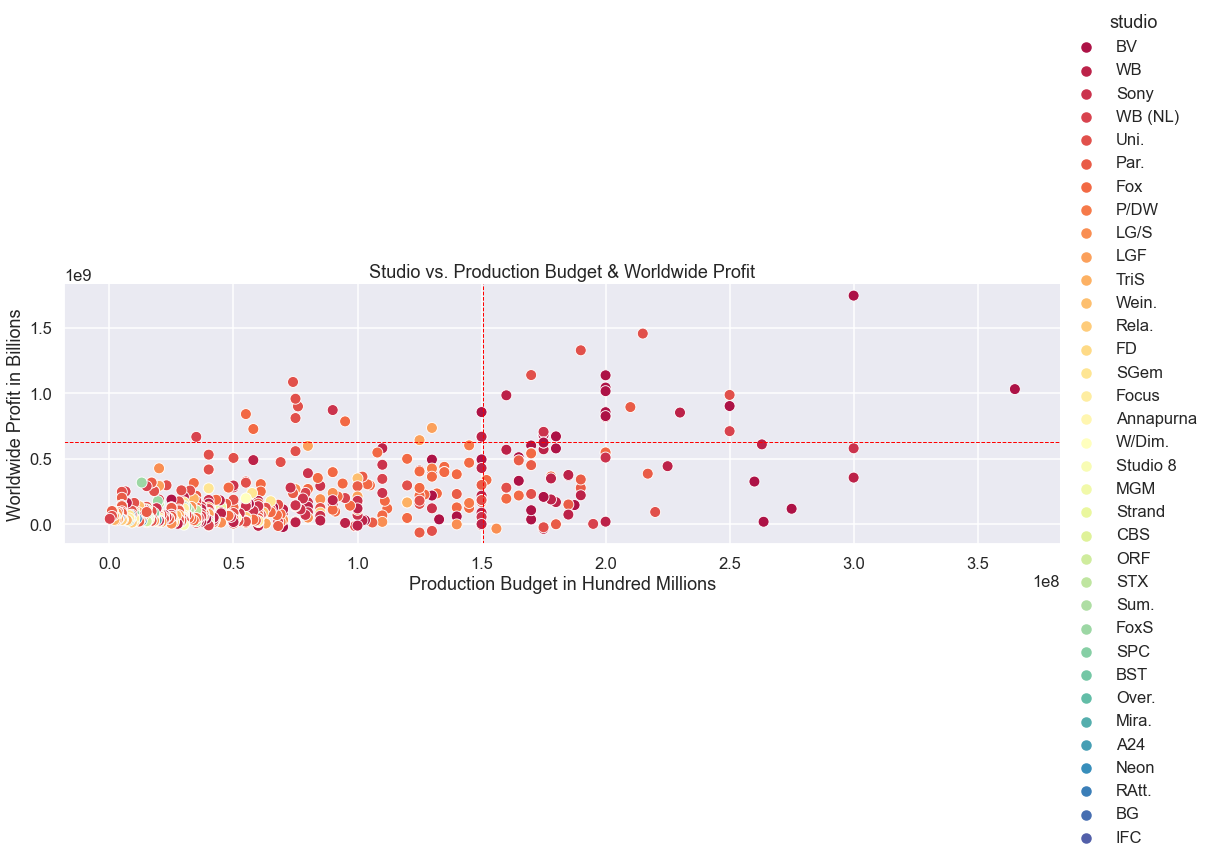 studio
BV
WB
Sony
WB (NL)
Uni.
Par.
Fox
P/DW
LG/S
LGF
TriS
Wein.
Rela.
FD
SGem
Focus
Annapurna
W/Dim.
Studio 8
MGM
Strand
CBS
ORF
STX
Sum.
FoxS
SPC
BST
Over.
Mira.
A24
Neon
RAtt.
BG
IFC
Studio vs. Production Budget & Worldwide Profit
1e9
Worldwide Profit in Billions
1.5
1.0
0.5
0.0
0.0 0.5 1.0 1.5 2.0 2.5 3.0 3.5
Production Budget in Hundred Millions
1e8